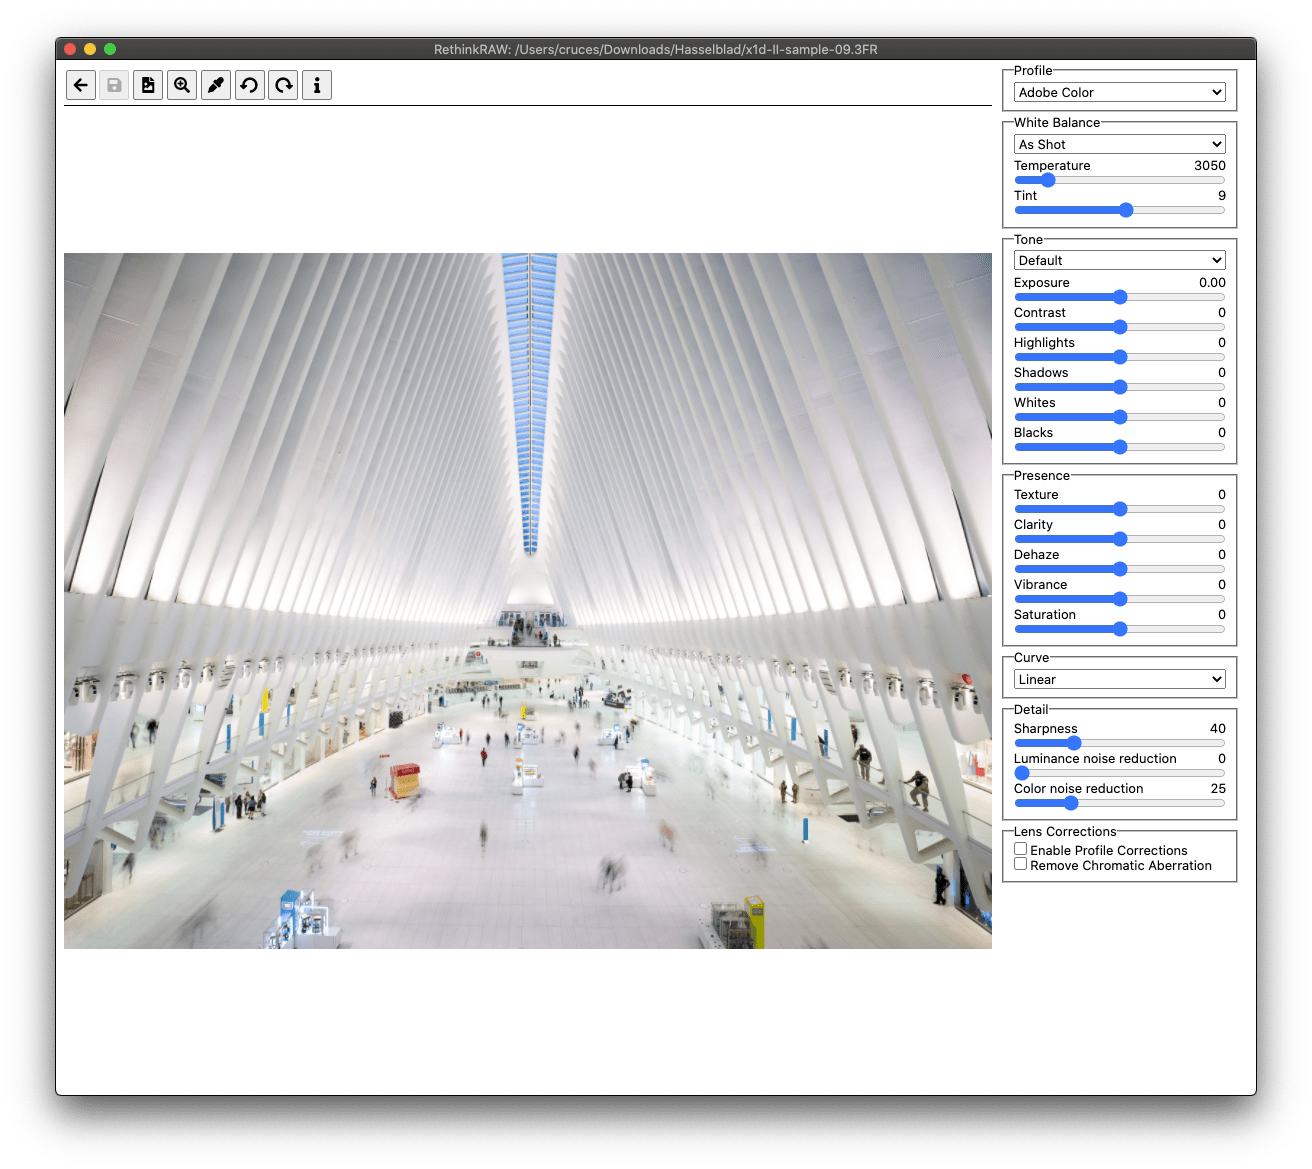 RethinkRAW: /Users/cruces/Downloads/Hasselblad/x1d-II-sample-09.3FR
Profile
Adobe Color
White Balance
As Shot
Temperature 3050
Tint 9
Tone
Default
Exposure 0.00
Contrast 0
Highlights 0
Shadows 0
Whites 0
Blacks 0
Presence
Texture 0
Clarity 0
Dehaze 0
Vibrance 0
Saturation 0
Curve
Linear
Detail
Sharpness 40
Luminance noise reduction 0
Color noise reduction 25
Lens Corrections
Enable Profile Corrections
Remove Chromatic Aberration